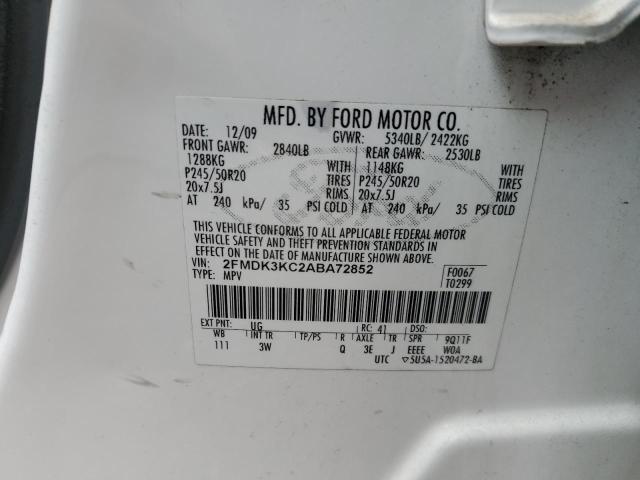 MFD. BY FORD MOTOR CO.
DATE: 12/09 GVWR: 5340LB/ 2422KG
FRONT GAWR: 2840LB REAR GAWR: 2530LB
1288KG WITH 1148KG WITH
P245/50R20 TIRES P245/50R20 TIRES
20x7.5J RIMS 20x7.5J RIMS
AT 240 kPa/ 35 PSI COLD AT 240 kPa/ 35 PSI COLD
THIS VEHICLE CONFORMS TO ALL APPLICABLE FEDERAL MOTOR
VEHICLE SAFETY AND THEFT PREVENTION STANDARDS IN
EFFECT ON THE DATE OF MANUFACTURE SHOWN ABOVE.
VIN: 2FMDK3KC2ABA72852 F0067
TYPE: MPV T0299
EXT PNT: UG RC: 41 DSO:
WB INT TR TP/PS R AXLE TR SPR 9Q11F
111 3W Q 3E J EEEE W0A
UTC ▽5U5A-1520472-BA